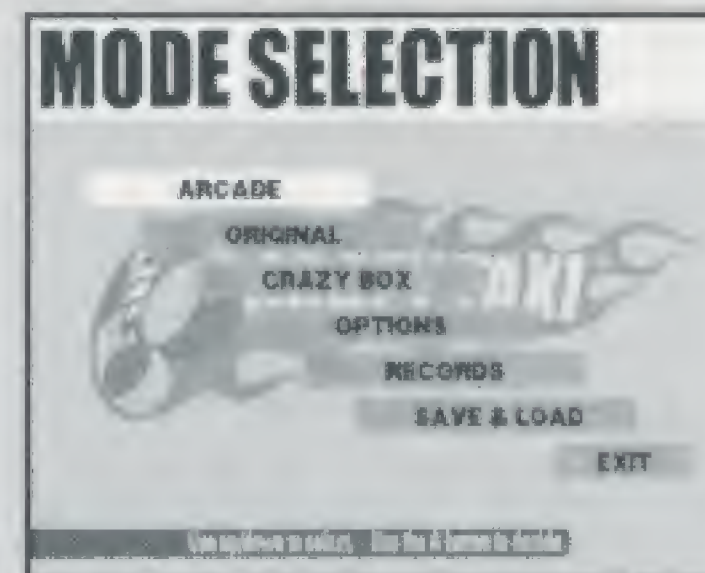 MODE SELECTION
ARCADE
ORIGINAL
CRAZY BOX
OPTIONS
RECORDS
SAVE & LOAD
EXIT